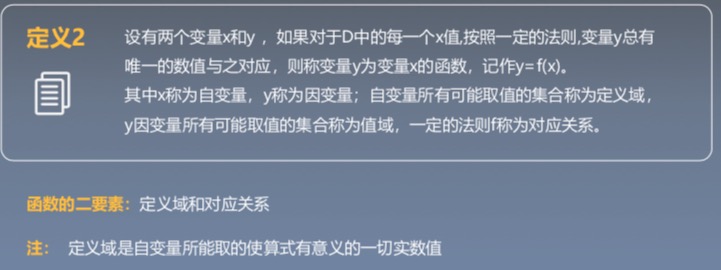 定义2
设有两个变量x和y ，如果对于D中的每一个x值,按照一定的法则,变量y总有
唯一的数值与之对应，则称变量y为变量x的函数，记作y=f(x)。
其中x称为自变量，y称为因变量；自变量所有可能取值的集合称为定义域，
y因变量所有可能取值的集合称为值域，一定的法则f称为对应关系。
函数的二要素：定义域和对应关系
注： 定义域是自变量所能取的使算式有意义的一切实数值